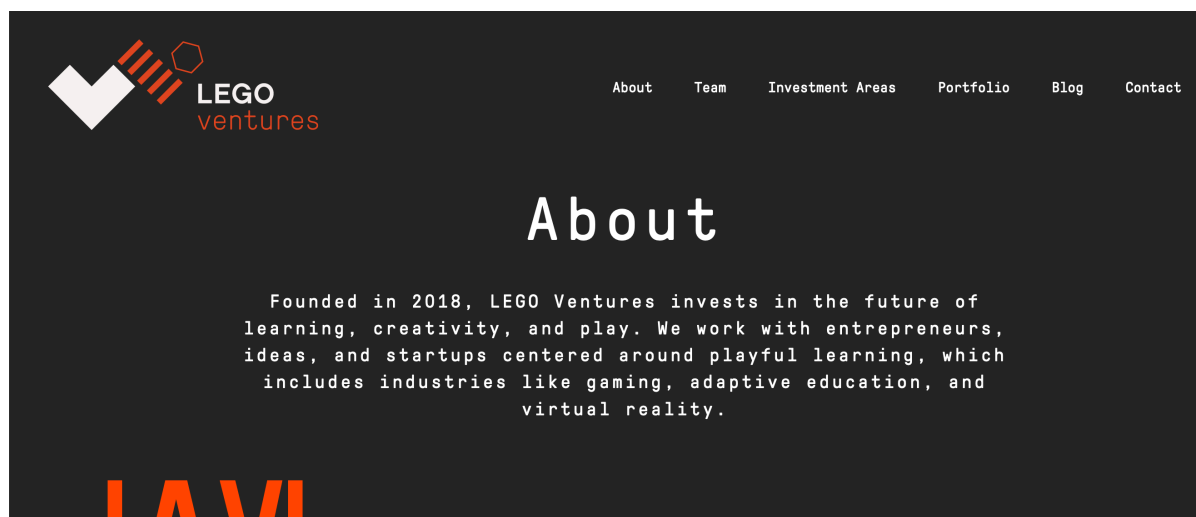 LEGO
ventures
About Team Investment Areas Portfolio Blog Contact
About
Founded in 2018, LEGO Ventures invests in the future of
learning, creativity, and play. We work with entrepreneurs,
ideas, and startups centered around playful learning, which
includes industries like gaming, adaptive education, and
virtual reality.